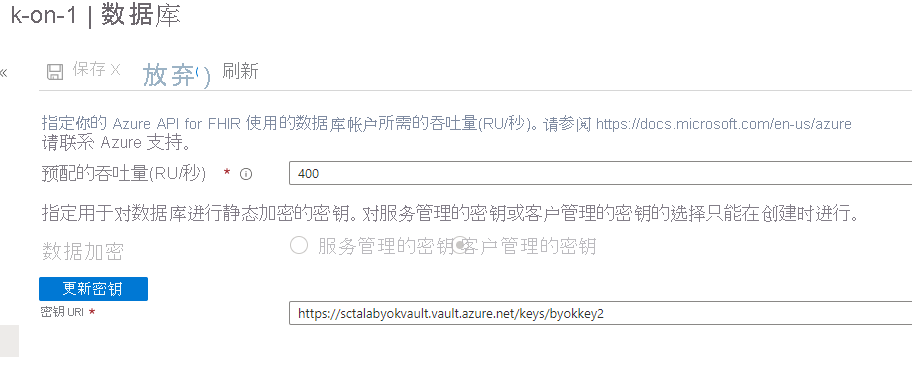 k-on-1 | 数据库
« 保存 X 放弃() 刷新
指定你的 Azure API for FHIR 使用的数据库帐户所需的吞吐量(RU/秒)。请参阅 https://docs.microsoft.com/en-us/azure
请联系 Azure 支持。
预配的吞吐量(RU/秒) * 400
指定用于对数据库进行静态加密的密钥。对服务管理的密钥或客户管理的密钥的选择只能在创建时进行。
数据加密 服务管理的密钥 客户管理的密钥
更新密钥
密钥 URI * https://sctalabyokvault.vault.azure.net/keys/byokkey2